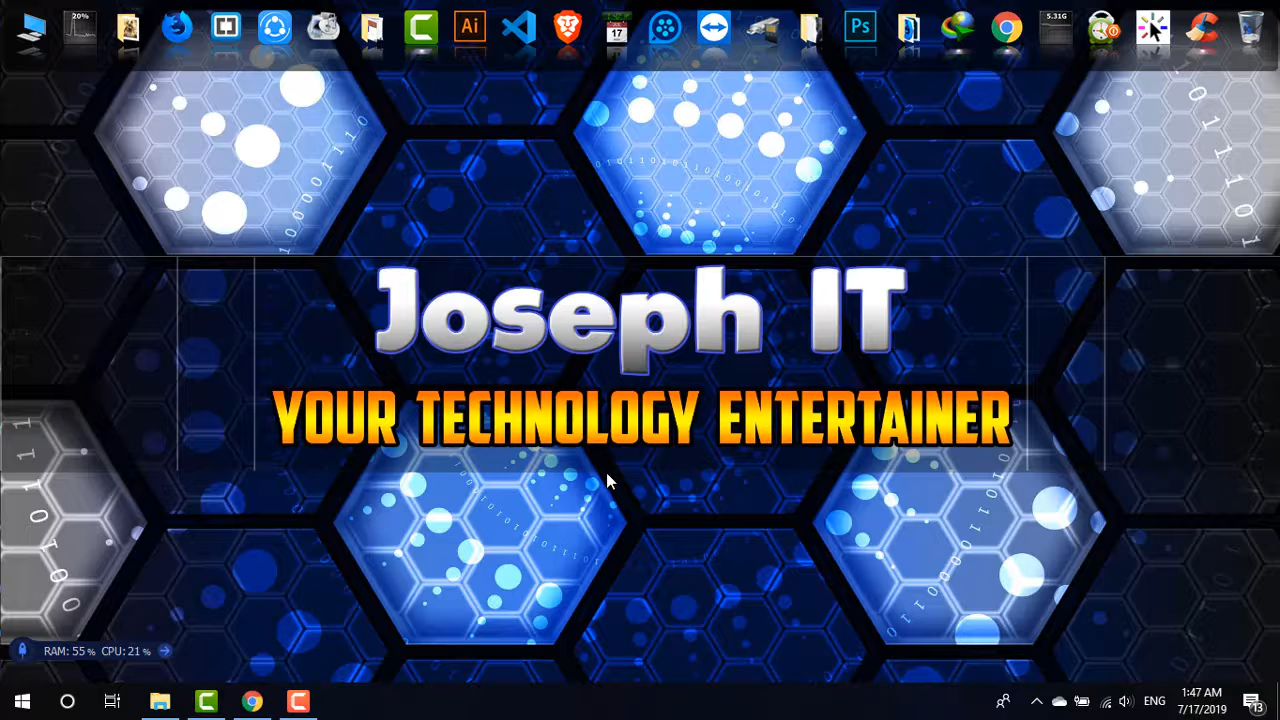 20%
Ai
17
Ps
5.31G
Joseph IT
YOUR TECHNOLOGY ENTERTAINER
RAM: 55 % CPU: 21 %
ENG
1:47 AM
7/17/2019
13